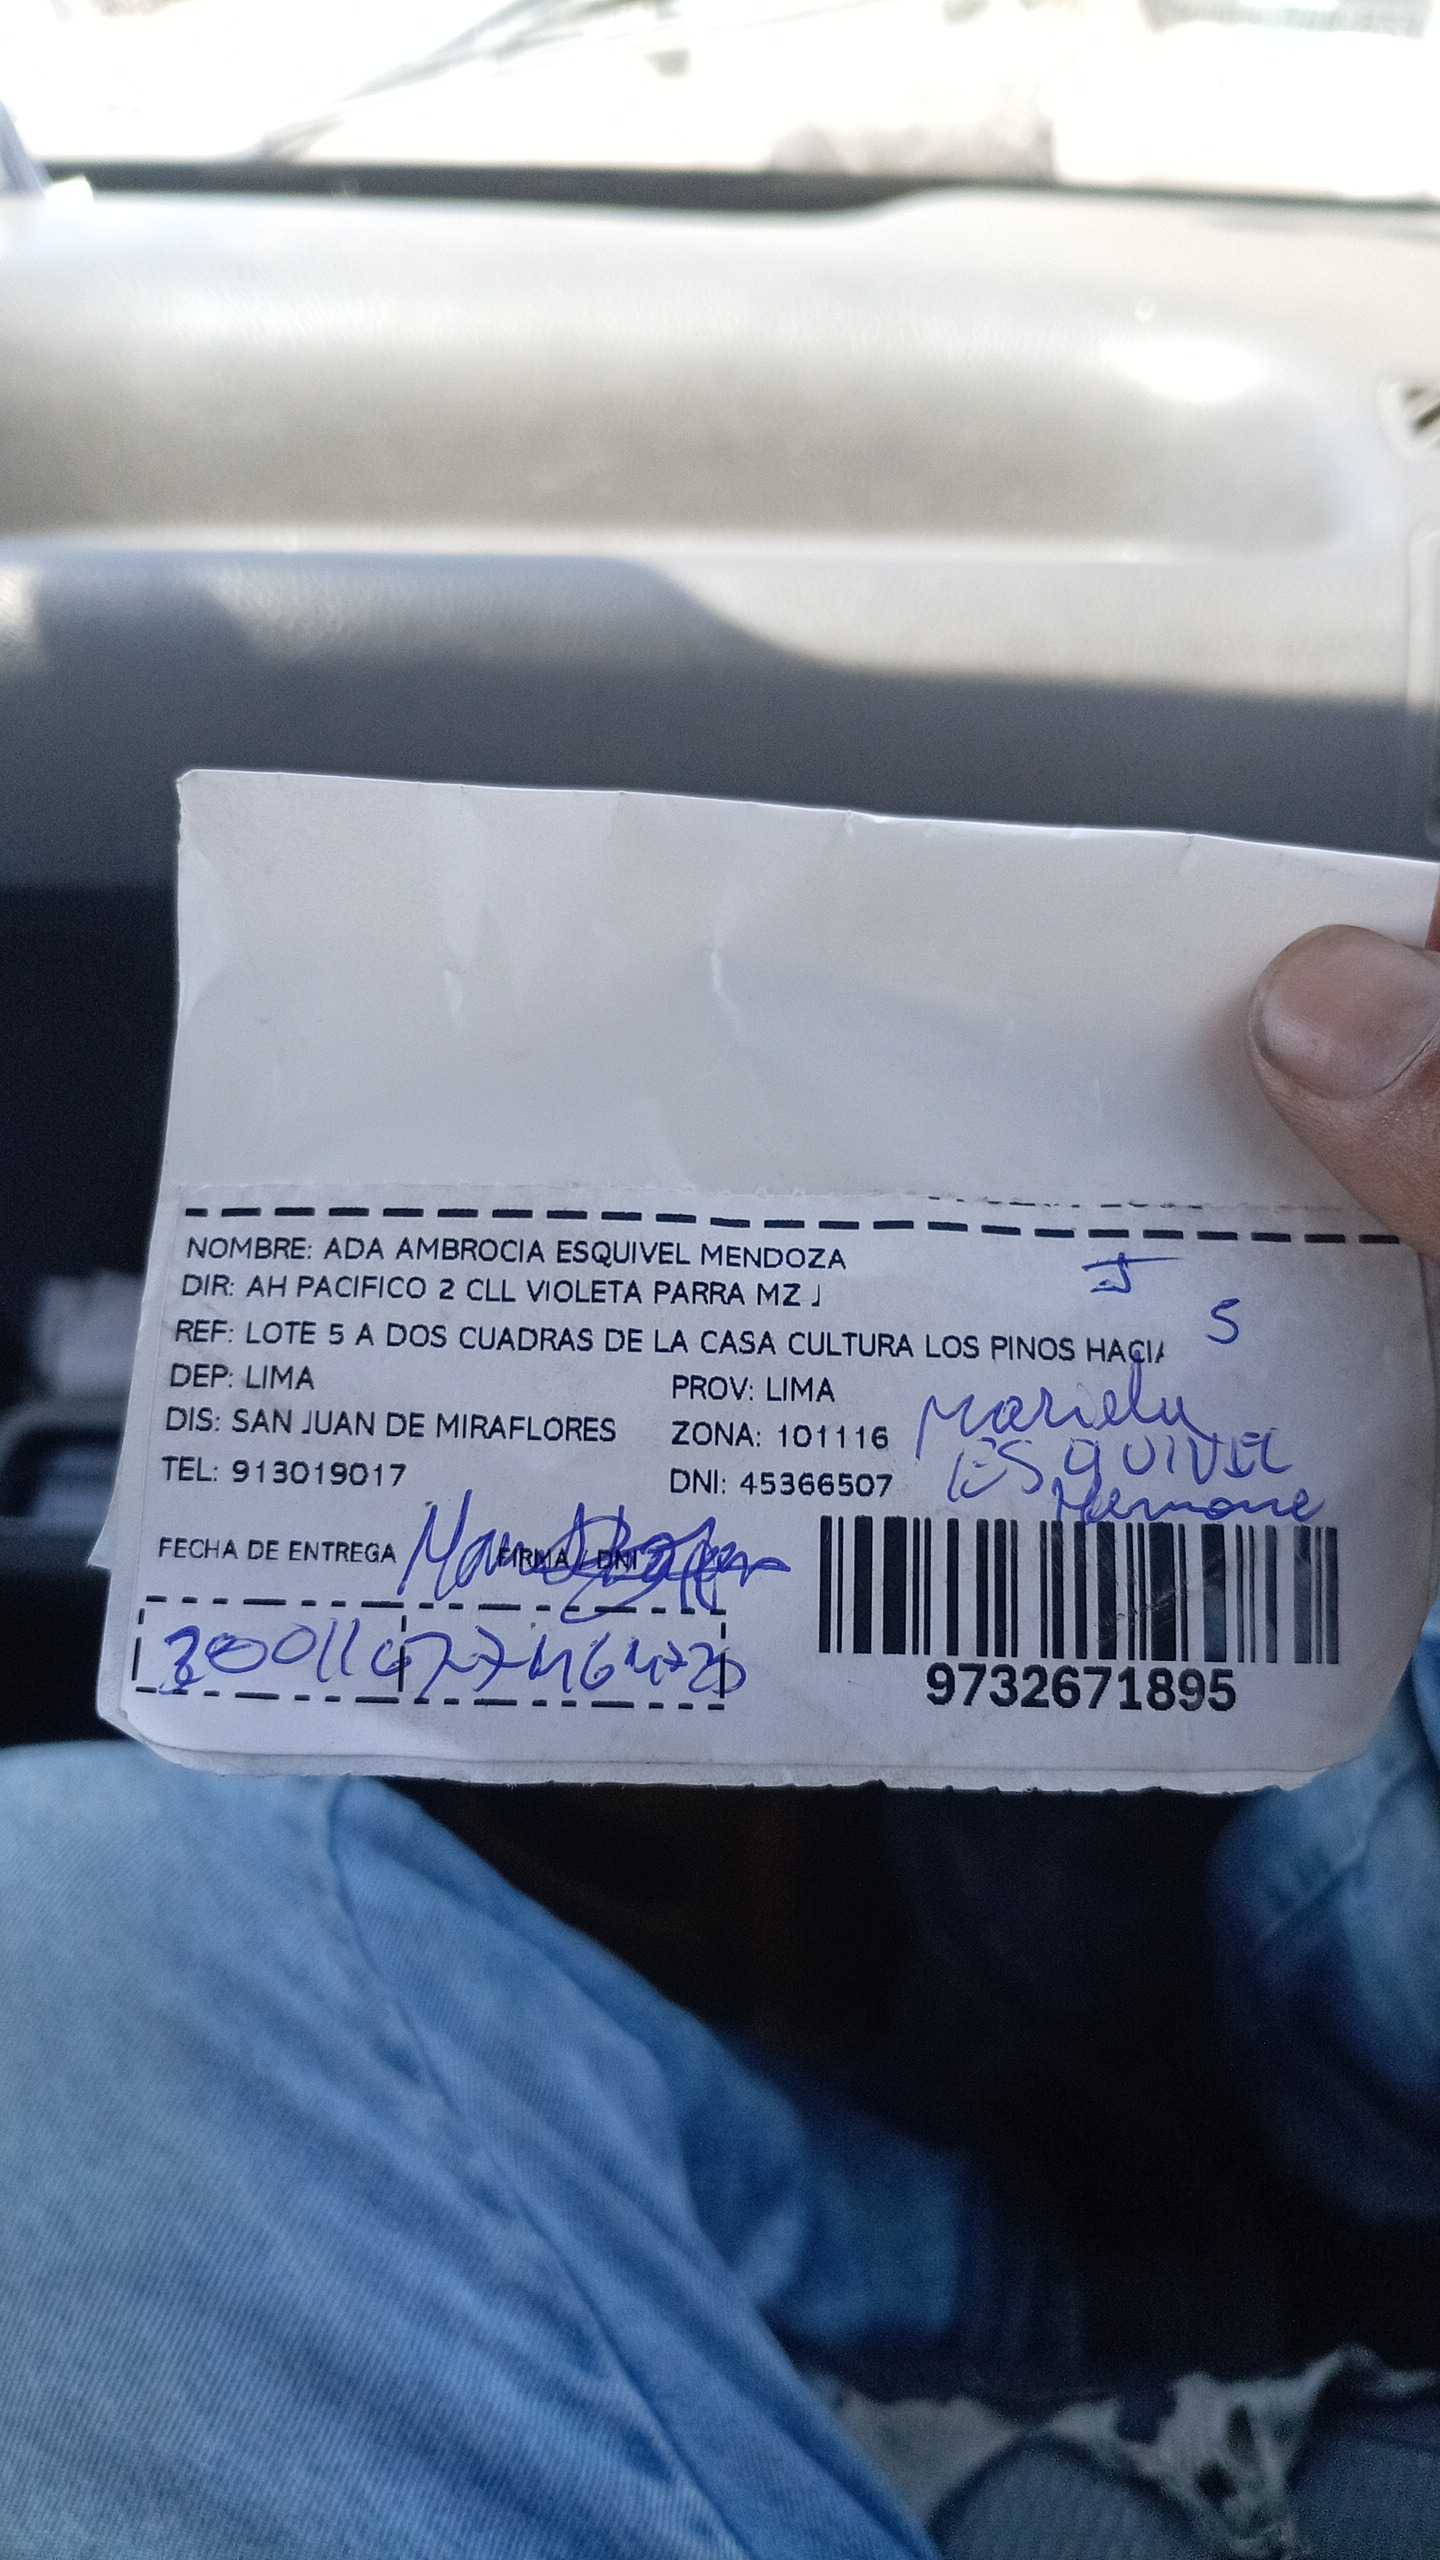 NOMBRE: ADA AMBROCIA ESQUIVEL MENDOZA
J
DIR: AH PACIFICO 2 CLL VIOLETA PARRA MZ J
5
REF: LOTE 5 A DOS CUADRAS DE LA CASA CULTURA LOS PINOS HACIA
DEP: LIMA PROV: LIMA
DIS: SAN JUAN DE MIRAFLORES ZONA: 101116
TEL: 913019017 DNI: 45366507
Mariela
ESQUIVEL
FECHA DE ENTREGA FIRMA / DNI
9732671895